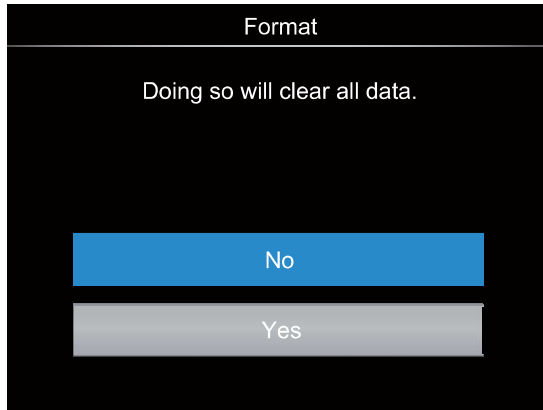 Format
Doing so will clear all data.
No
Yes